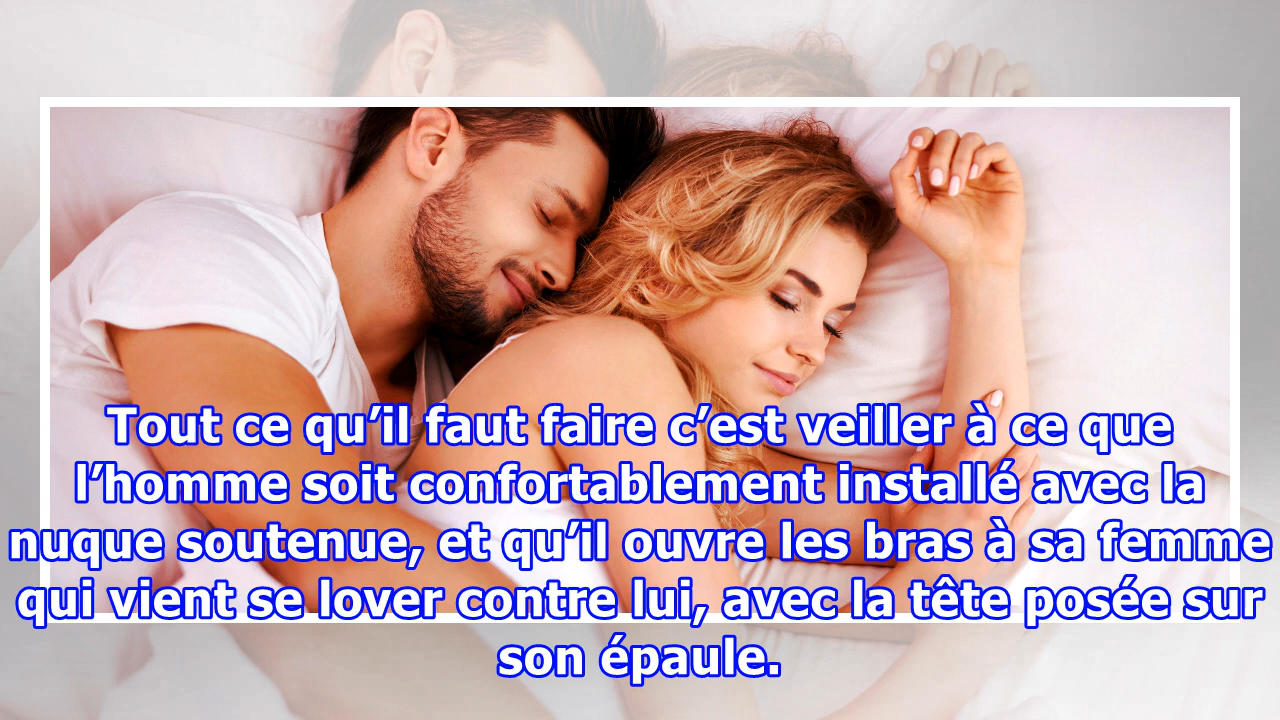 Tout ce qu’il faut faire c’est veiller à ce que
l’homme soit confortablement installé avec la
nuque soutenue, et qu’il ouvre les bras à sa femme
qui vient se lover contre lui, avec la tête posée sur
son épaule.